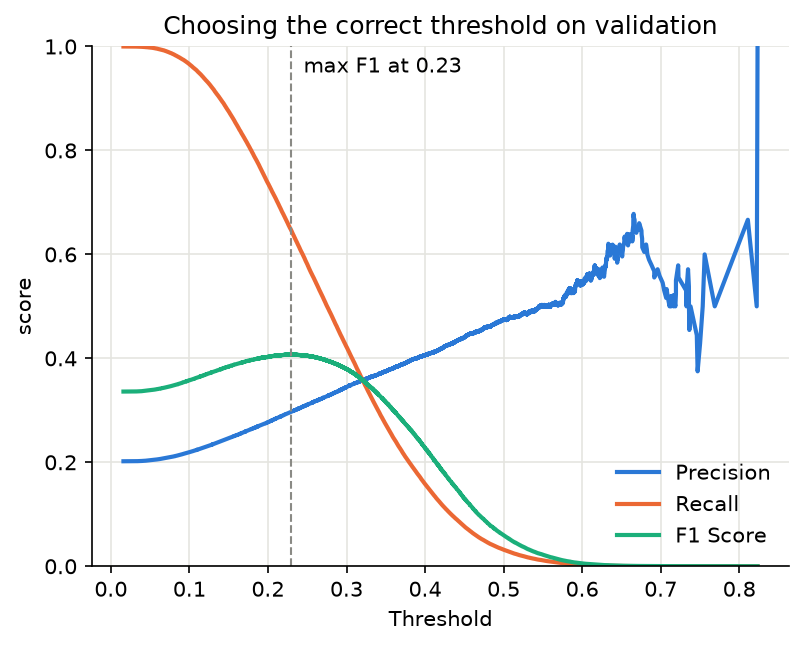 Choosing the correct threshold on validation
max F1 at 0.23
score
1.0
0.8
0.6
0.4
0.2
0.0
Precision
Recall
F1 Score
0.0 0.1 0.2 0.3 0.4 0.5 0.6 0.7 0.8
Threshold